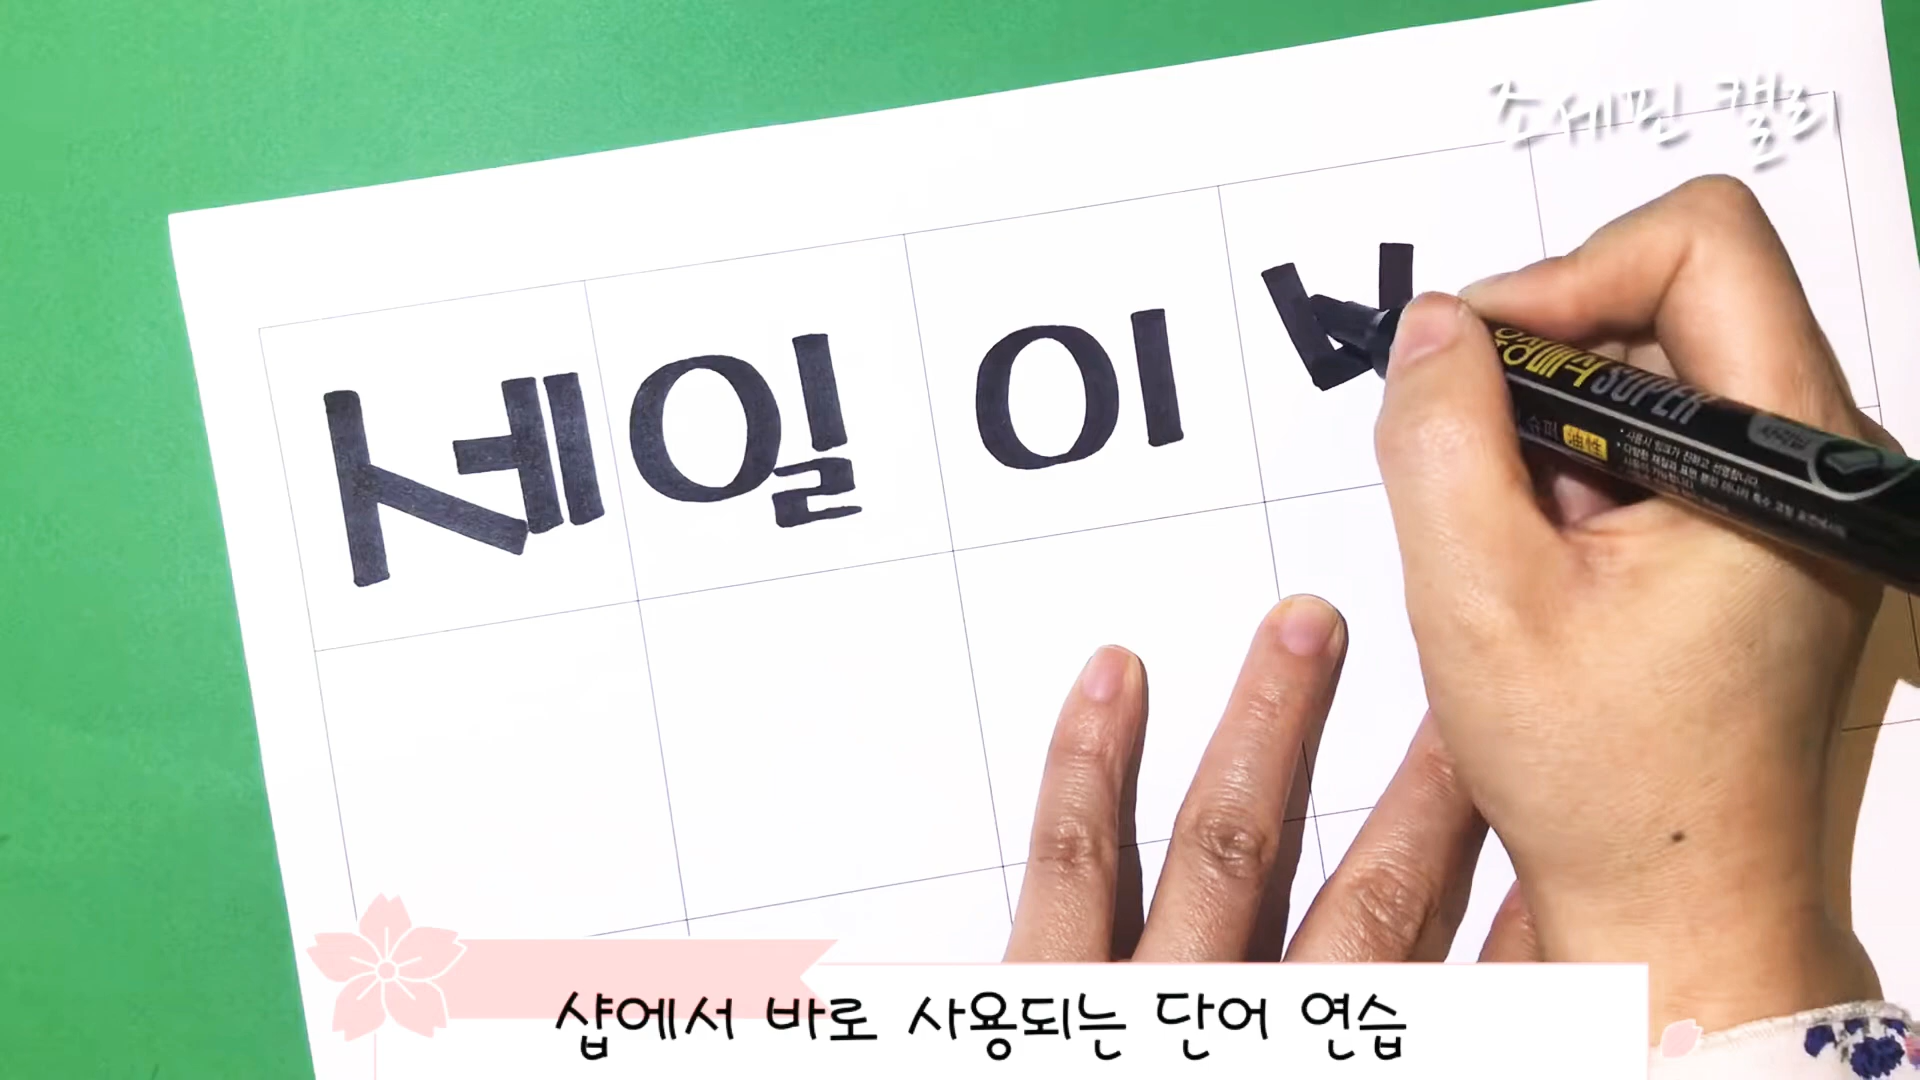 조세핀 캘리
세일 이 ㅂ
SUPER
샵에서 바로 사용되는 단어 연습